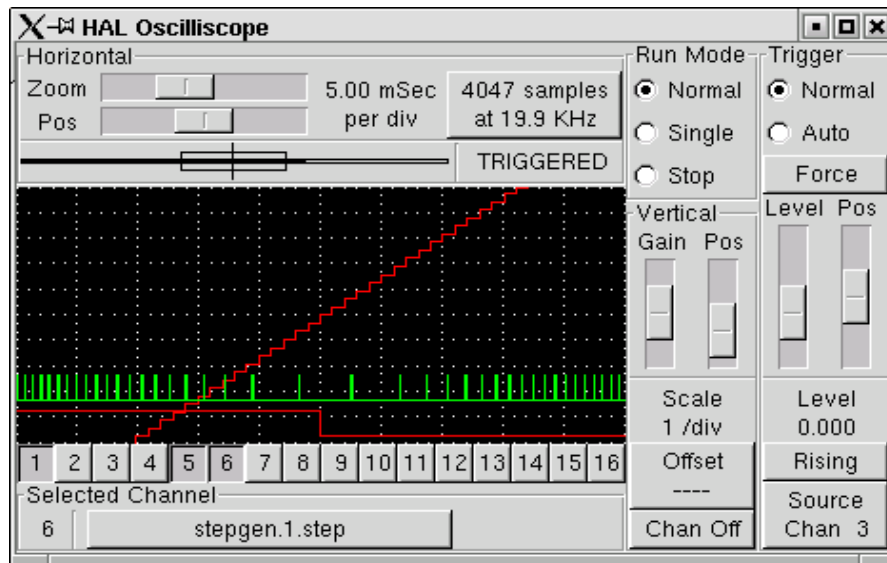 HAL Oscilliscope
Horizontal
Zoom
Pos
5.00 mSec
per div
4047 samples
at 19.9 KHz
TRIGGERED
Run Mode
Normal
Single
Stop
Trigger
Normal
Auto
Force
Level Pos
Vertical
Gain Pos
Scale
1 /div
Offset
----
Chan Off
Level
0.000
Rising
Source
Chan 3
1 2 3 4 5 6 7 8 9 10 11 12 13 14 15 16
Selected Channel
6 stepgen.1.step